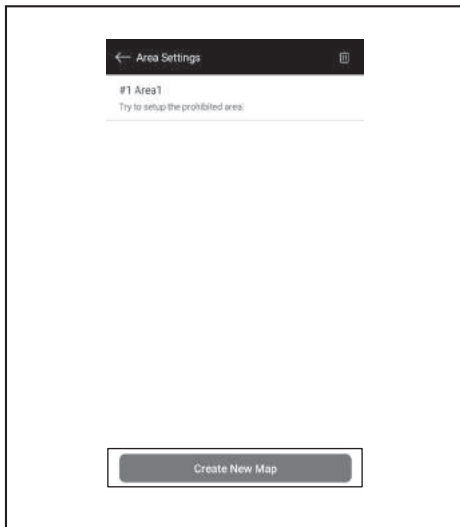 Area Settings
#1 Area1
Try to setup the prohibited area.
Create New Map